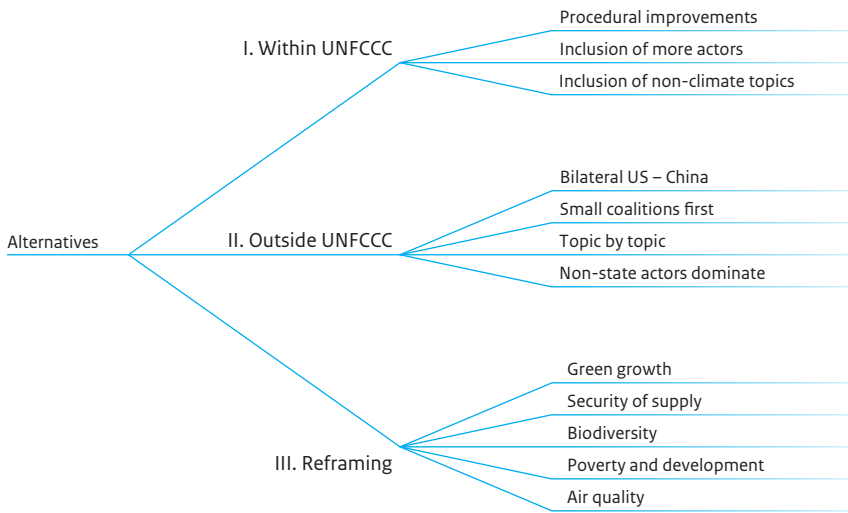 Alternatives
I. Within UNFCCC
Procedural improvements
Inclusion of more actors
Inclusion of non-climate topics
II. Outside UNFCCC
Bilateral US – China
Small coalitions first
Topic by topic
Non-state actors dominate
III. Reframing
Green growth
Security of supply
Biodiversity
Poverty and development
Air quality